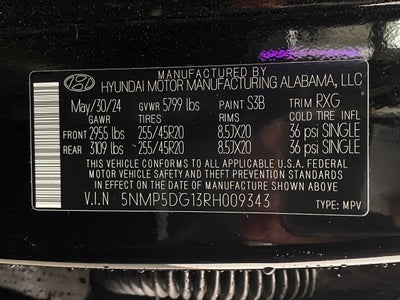 MANUFACTURED BY
HYUNDAI MOTOR MANUFACTURING ALABAMA, LLC
May/30/24 GVWR 5799 lbs PAINT S3B TRIM RXG
GAWR TIRES RIMS COLD TIRE INFL
FRONT 2955 lbs 255/45R20 8.5JX20 36 psi SINGLE
REAR 3109 lbs 255/45R20 8.5JX20 36 psi SINGLE
THIS VEHICLE CONFORMS TO ALL APPLICABLE U.S.A. FEDERAL
MOTOR VEHICLE SAFETY AND THEFT PREVENTION STANDARDS
IN EFFECT ON THE DATE OF MANUFACTURE SHOWN ABOVE.
V.I.N 5NMP5DG13RH009343 TYPE: MPV